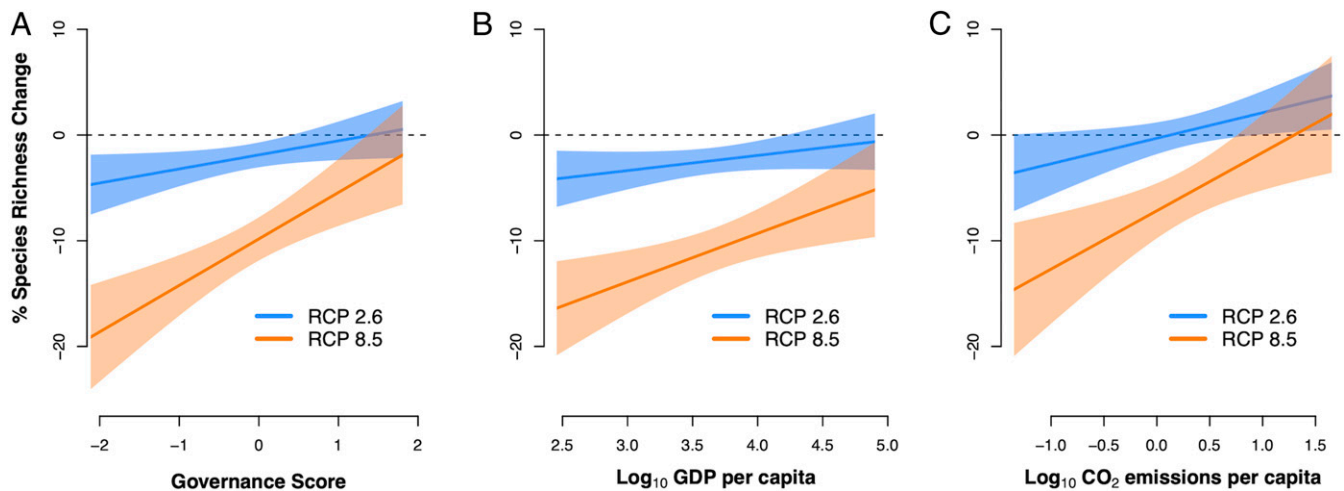 A
% Species Richness Change
10
0
−10
−20
RCP 2.6
RCP 8.5
−2 −1 0 1 2
Governance Score
B
10
0
−10
−20
RCP 2.6
RCP 8.5
2.5 3.0 3.5 4.0 4.5 5.0
Log₁₀ GDP per capita
C
10
0
−10
−20
RCP 2.6
RCP 8.5
−1.0 −0.5 0.0 0.5 1.0 1.5
Log₁₀ CO₂ emissions per capita